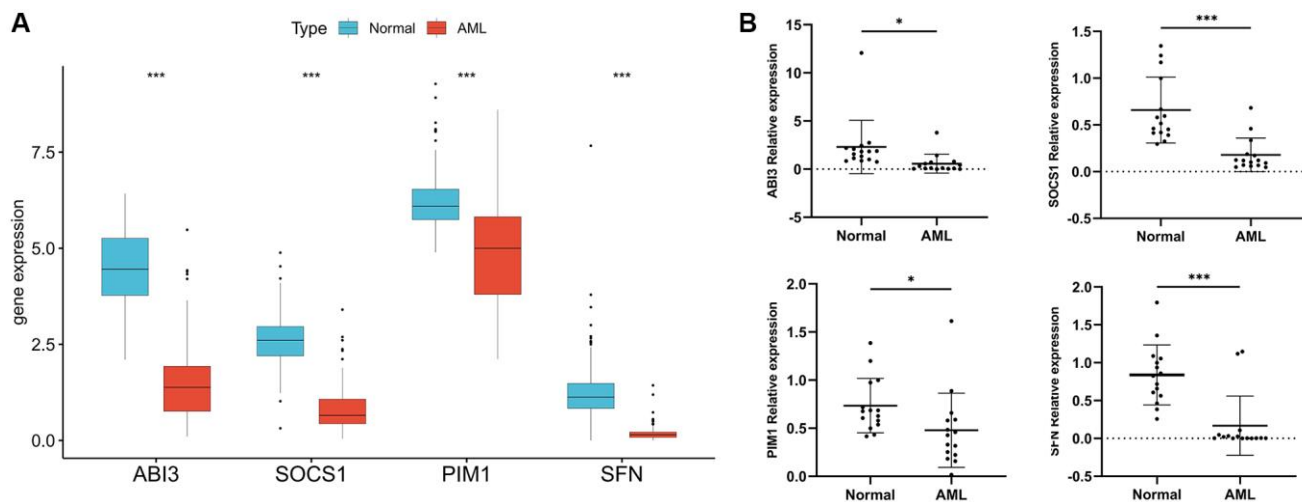 A
Type Normal AML
*** *** *** ***
gene expression
7.5
5.0
2.5
0.0
ABI3 SOCS1 PIM1 SFN
B
*
ABI3 Relative expression
15
10
5
0
-5
Normal AML
***
SOCS1 Relative expression
1.5
1.0
0.5
0.0
-0.5
Normal AML
*
PIM1 Relative expression
2.0
1.5
1.0
0.5
0.0
Normal AML
***
SFN Relative expression
2.0
1.5
1.0
0.5
0.0
-0.5
Normal AML